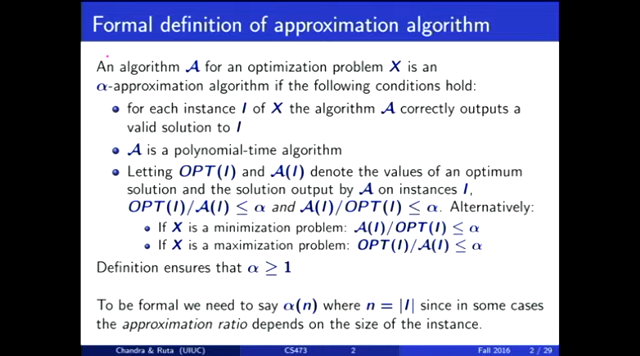 Formal definition of approximation algorithm
An algorithm A for an optimization problem X is an
α-approximation algorithm if the following conditions hold:
for each instance I of X the algorithm A correctly outputs a
valid solution to I
A is a polynomial-time algorithm
Letting OPT(I) and A(I) denote the values of an optimum
solution and the solution output by A on instances I,
OPT(I)/A(I) ≤ α and A(I)/OPT(I) ≤ α. Alternatively:
If X is a minimization problem: A(I)/OPT(I) ≤ α
If X is a maximization problem: OPT(I)/A(I) ≤ α
Definition ensures that α ≥ 1
To be formal we need to say α(n) where n = |I| since in some cases
the approximation ratio depends on the size of the instance.
Chandra & Ruta (UIUC) CS473 2 Fall 2016 2 / 29